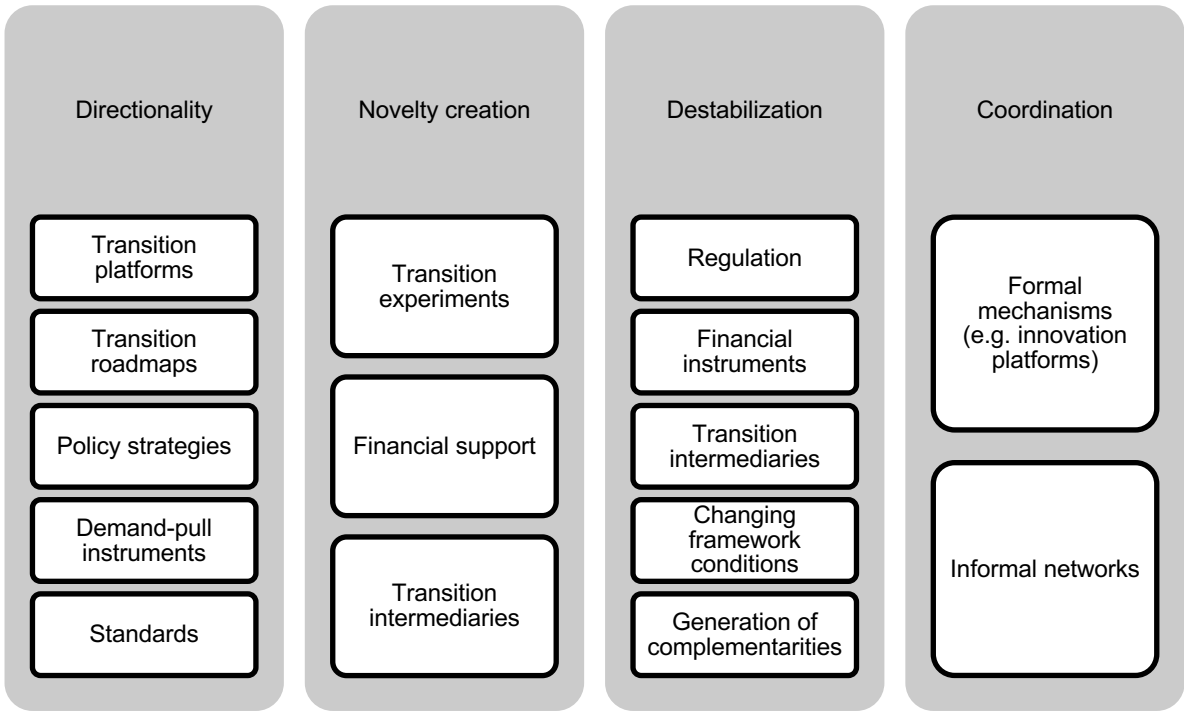 Directionality
Transition
platforms
Transition
roadmaps
Policy strategies
Demand-pull
instruments
Standards
Novelty creation
Transition
experiments
Financial support
Transition
intermediaries
Destabilization
Regulation
Financial
instruments
Transition
intermediaries
Changing
framework
conditions
Generation of
complementarities
Coordination
Formal
mechanisms
(e.g. innovation
platforms)
Informal networks